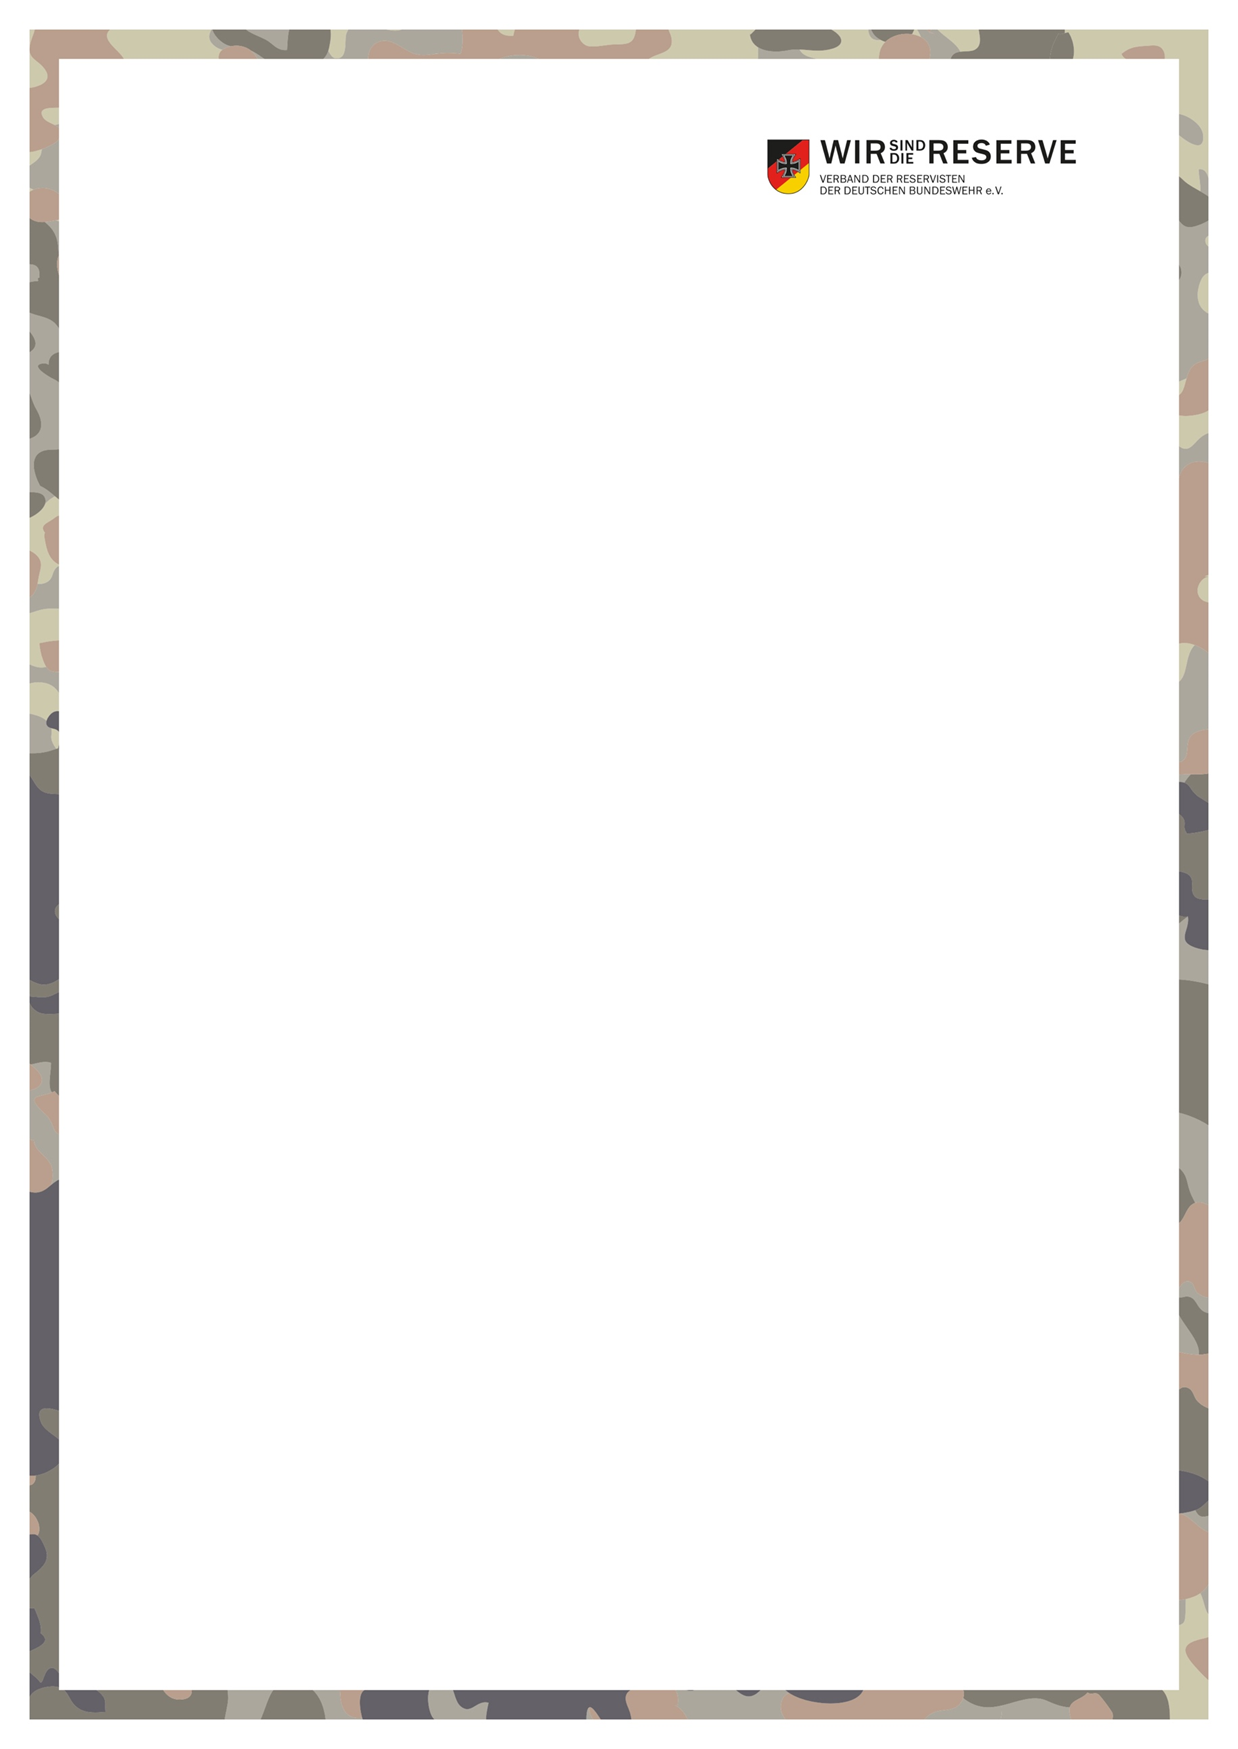 WIR SIND DIE RESERVE
VERBAND DER RESERVISTEN
DER DEUTSCHEN BUNDESWEHR e.V.